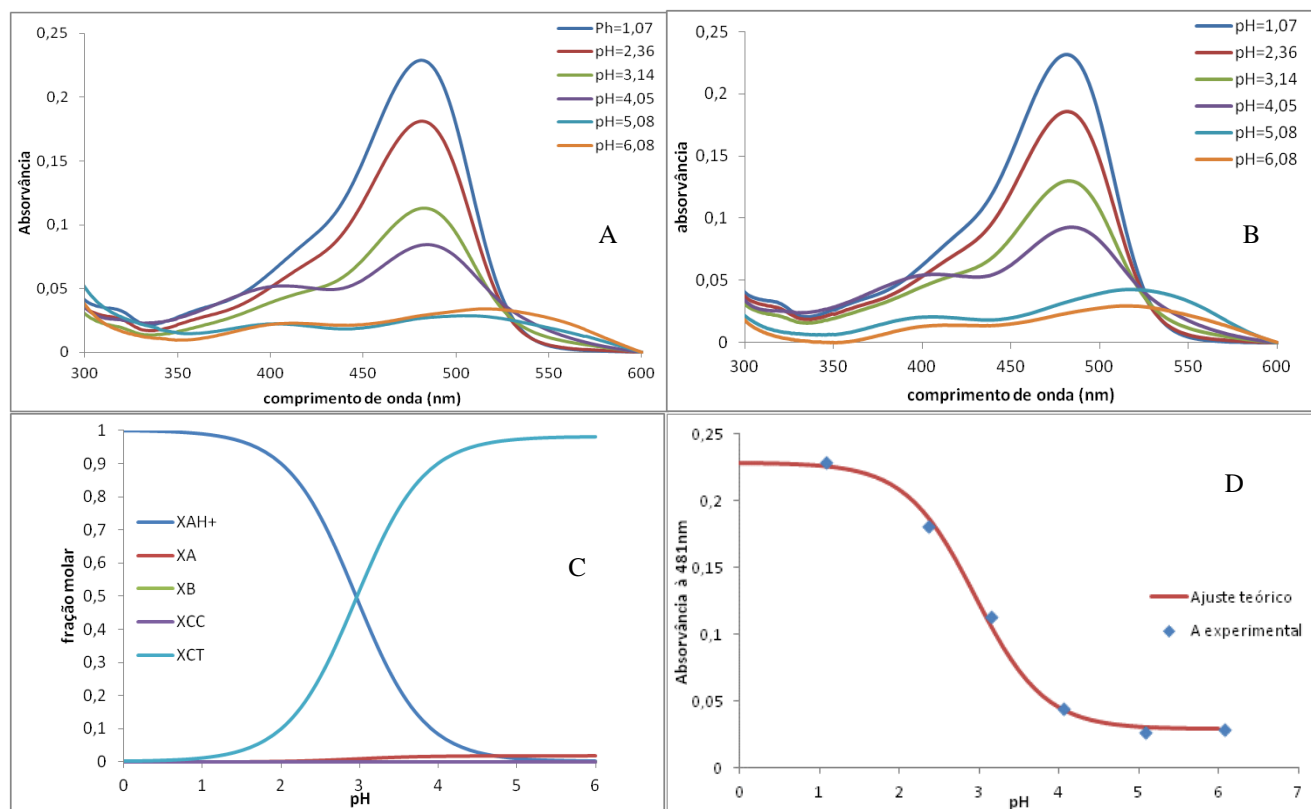 0,25
0,2
0,15
0,1
0,05
0
300 350 400 450 500 550 600
Absorvância
comprimento de onda (nm)
Ph=1,07
pH=2,36
pH=3,14
pH=4,05
pH=5,08
pH=6,08
A
0,25
0,2
0,15
0,1
0,05
0
300 350 400 450 500 550 600
absorvância
comprimento de onda (nm)
pH=1,07
pH=2,36
pH=3,14
pH=4,05
pH=5,08
pH=6,08
B
1
0,9
0,8
0,7
0,6
0,5
0,4
0,3
0,2
0,1
0
0 1 2 3 4 5 6
fração molar
pH
XAH+
XA
XB
XCC
XCT
C
0,25
0,2
0,15
0,1
0,05
0
0 1 2 3 4 5 6 7
Absorvância à 481nm
pH
Ajuste teórico
A experimental
D